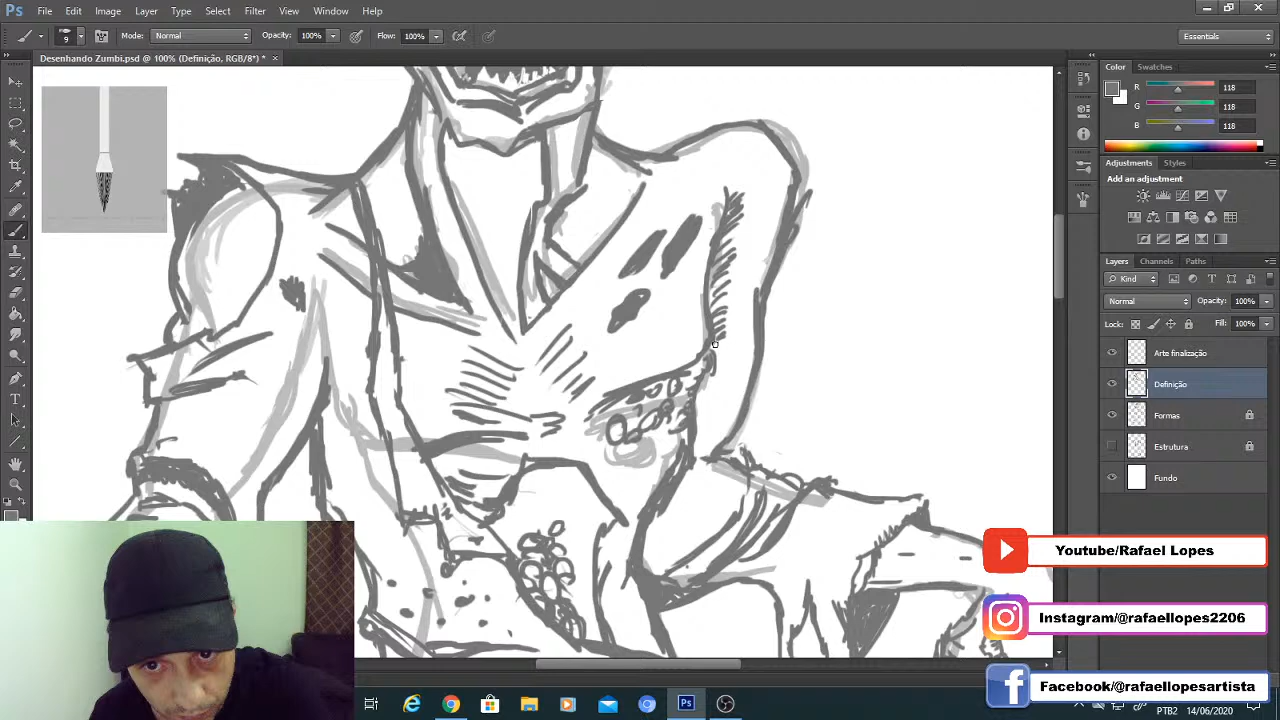 Ps File Edit Image Layer Type Select Filter View Window Help
9 Mode: Normal Opacity: 100% Flow: 100% Essentials
Desenhando Zumbi.psd @ 100% (Definição, RGB/8*) * ×
Color Swatches
R 118
G 118
B 118
Adjustments Styles
Add an adjustment
Layers Channels Paths
Kind
Normal Opacity: 100%
Lock: Fill: 100%
Arte finalização
Definição
Formas
Estrutura
Fundo
Youtube/Rafael Lopes
Instagram/@rafaellopes2206
Facebook/@rafaellopesartista
Ps
PTB2 14/06/2020